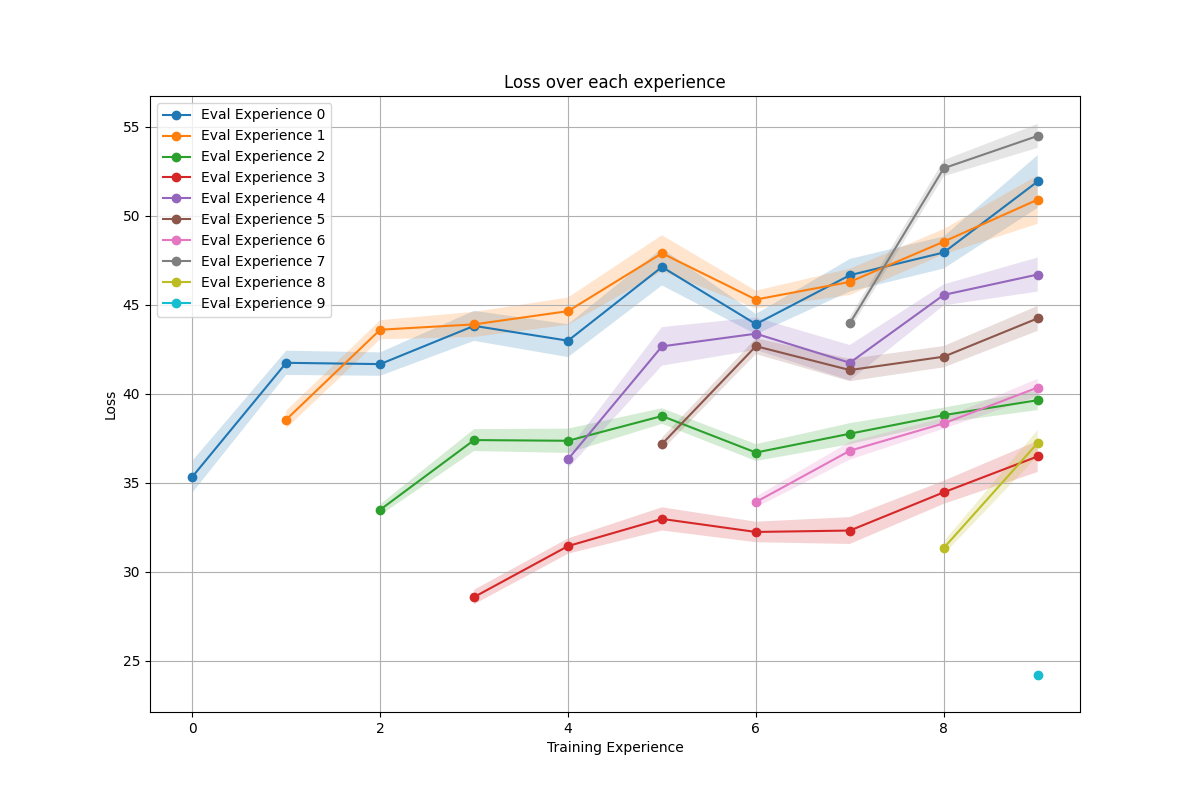 Loss over each experience
Eval Experience 0
Eval Experience 1
Eval Experience 2
Eval Experience 3
Eval Experience 4
Eval Experience 5
Eval Experience 6
Eval Experience 7
Eval Experience 8
Eval Experience 9
55
50
45
40
35
30
25
Loss
0 2 4 6 8
Training Experience